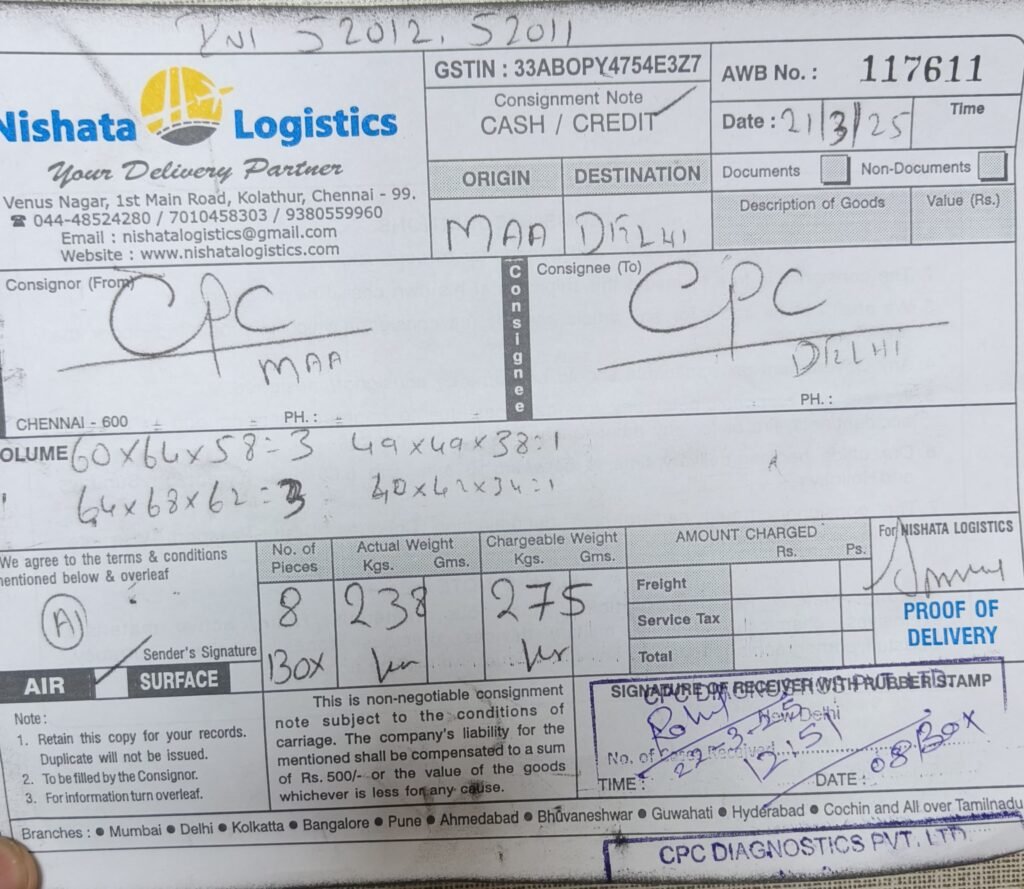 52012, 52011
Nishata Logistics
Your Delivery Partner
Venus Nagar, 1st Main Road, Kolathur, Chennai - 99.
☎ 044-48524280 / 7010458303 / 9380559960
Email : nishatalogistics@gmail.com
Website : www.nishatalogistics.com
GSTIN : 33ABOPY4754E3Z7
Consignment Note
CASH / CREDIT
ORIGIN DESTINATION
MAA DELHI
AWB No. : 117611
Date : 21/3/25 Time
Documents Non-Documents
Description of Goods Value (Rs.)
Consignor (From)
CPC
MAA
CHENNAI - 600 PH. :
Consignee
Consignee (To)
CPC
DELHI
PH. :
OLUME 60x64x58=3 49x49x38=1
64x68x62=3 40x42x34=1
We agree to the terms & conditions
mentioned below & overleaf
Sender's Signature
AIR SURFACE
No. of Pieces
8
BOX
Actual Weight
Kgs. Gms.
238
Chargeable Weight
Kgs. Gms.
275
AMOUNT CHARGED
Rs. Ps.
Freight
Service Tax
Total
For NISHATA LOGISTICS
PROOF OF
DELIVERY
Note :
1. Retain this copy for your records.
Duplicate will not be issued.
2. To be filled by the Consignor.
3. For information turn overleaf.
This is non-negotiable consignment
note subject to the conditions of
carriage. The company's liability for the
mentioned shall be compensated to a sum
of Rs. 500/- or the value of the goods
whichever is less for any cause.
SIGNATURE OF RECEIVER WITH RUBBER STAMP
CPC DIAGNOSTICS PVT. LTD.
New Delhi
No. of Cases Received
22-3-25
12:15
08 BOX
TIME : DATE :
Branches : ● Mumbai ● Delhi ● Kolkatta ● Bangalore ● Pune ● Ahmedabad ● Bhuvaneshwar ● Guwahati ● Hyderabad ● Cochin and All over Tamilnadu
CPC DIAGNOSTICS PVT. LTD.